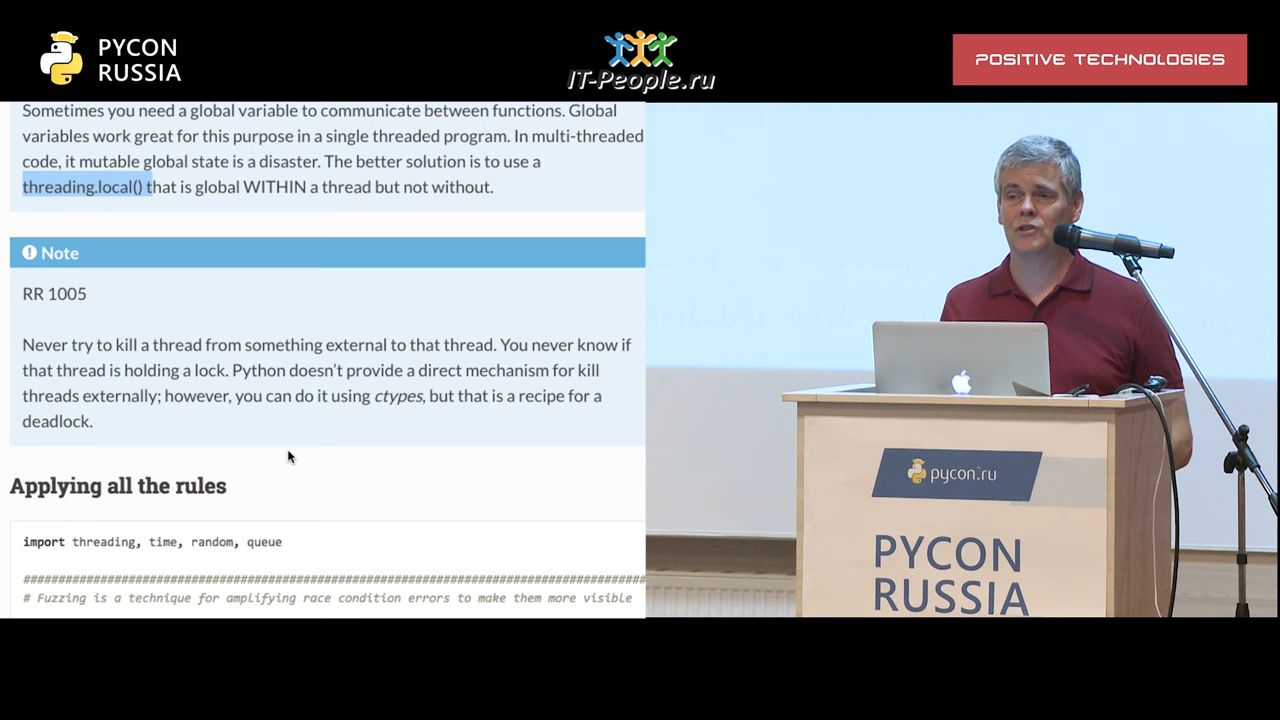 PYCON
RUSSIA
IT-People.ru
POSITIVE TECHNOLOGIES
Sometimes you need a global variable to communicate between functions. Global
variables work great for this purpose in a single threaded program. In multi-threaded
code, it mutable global state is a disaster. The better solution is to use a
threading.local() that is global WITHIN a thread but not without.
Note
RR 1005
Never try to kill a thread from something external to that thread. You never know if
that thread is holding a lock. Python doesn’t provide a direct mechanism for kill
threads externally; however, you can do it using ctypes, but that is a recipe for a
deadlock.
Applying all the rules
import threading, time, random, queue
##########################################################################################
# Fuzzing is a technique for amplifying race condition errors to make them more visible
pycon.ru
PYCON
RUSSIA